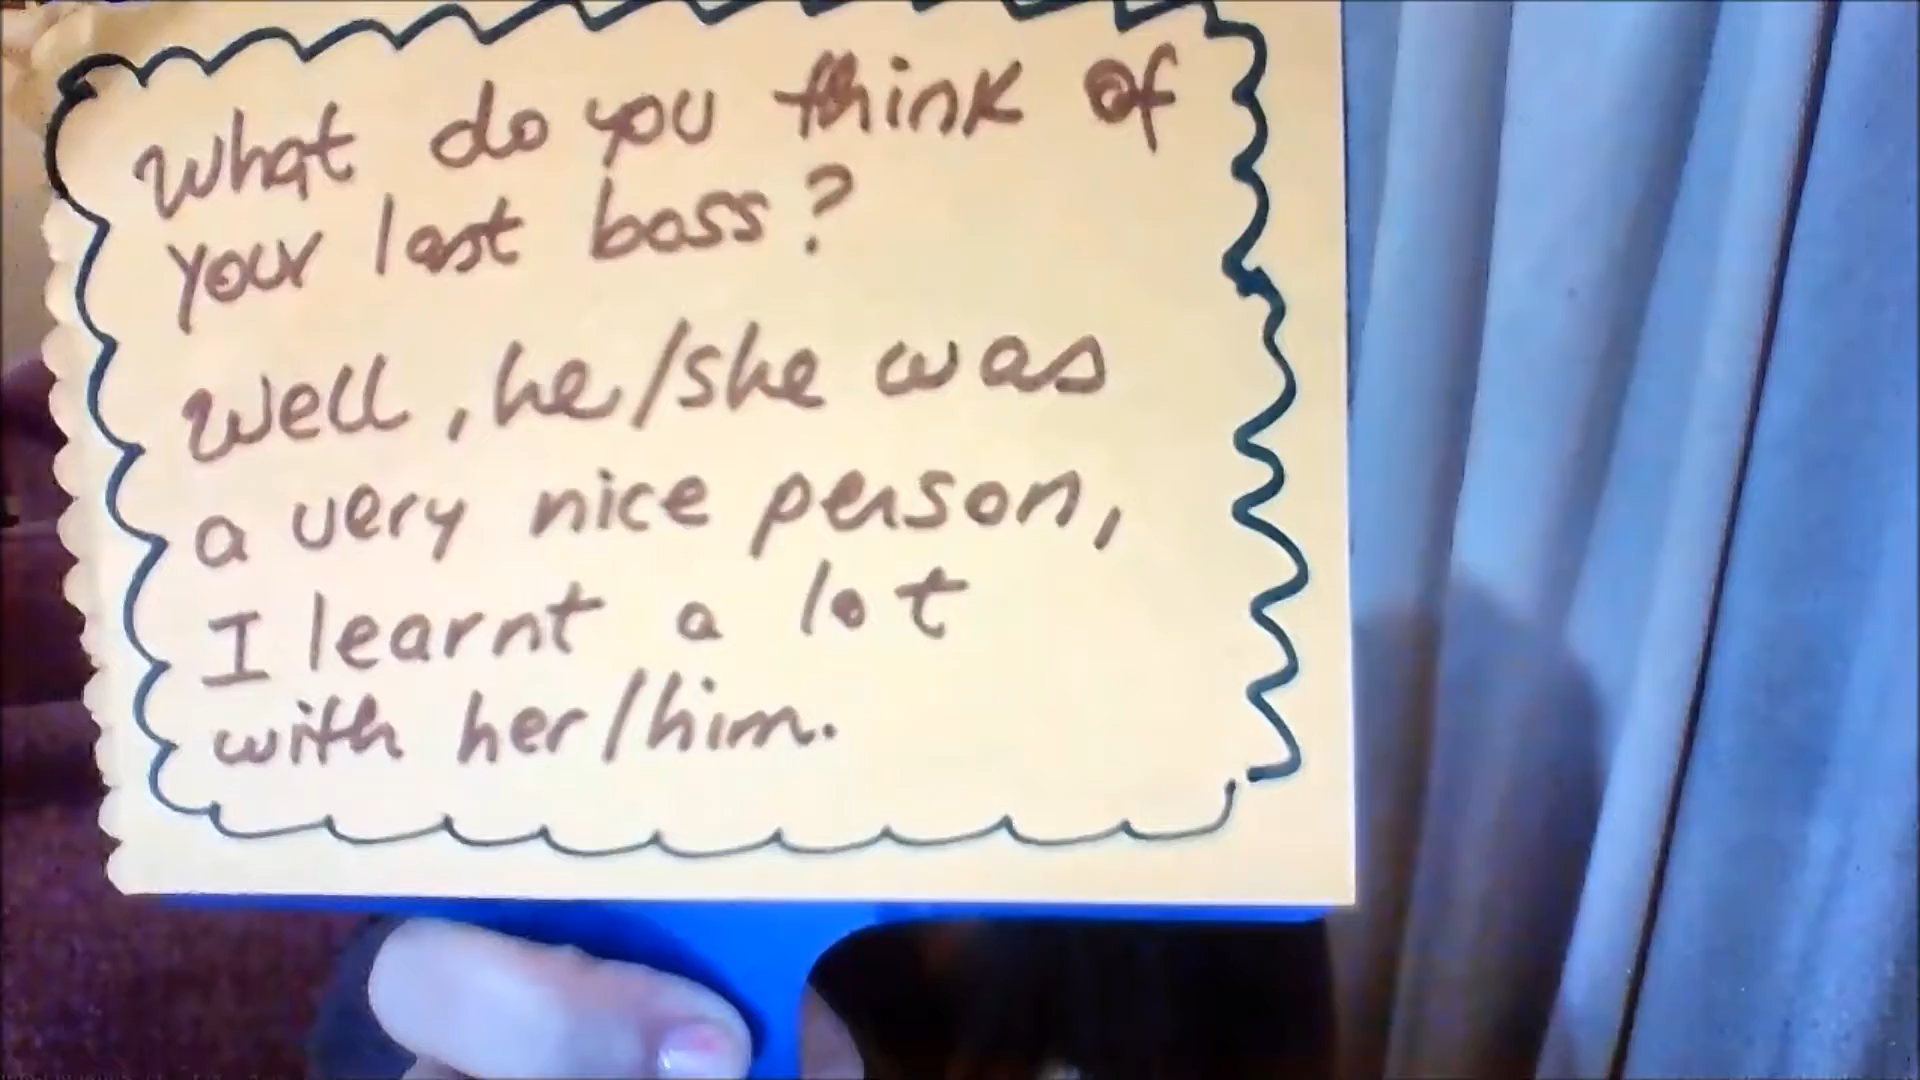 What do you think of
your last boss?
Well, he/she was
a very nice person,
I learnt a lot
with her/him.